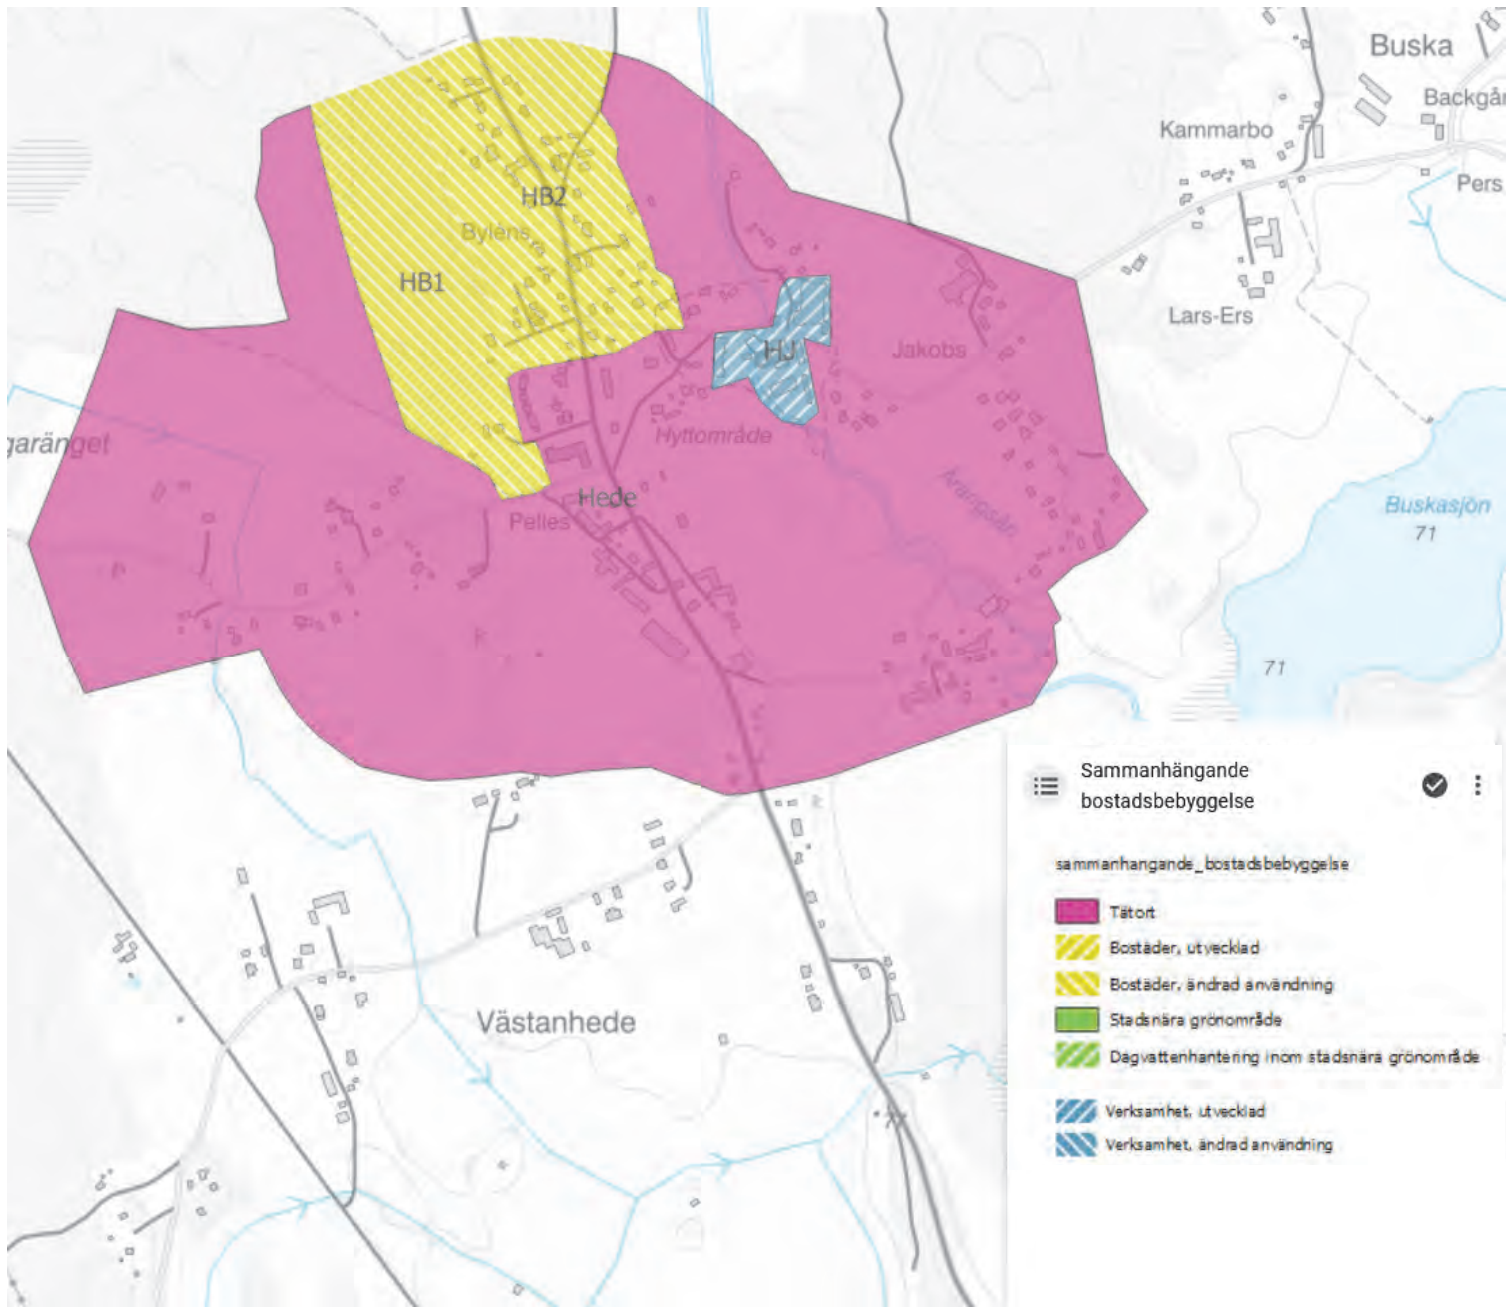 Buska
Backgår
Kammarbo
Pers
HB2
Bylens
HB1
Lars-Ers
HJ
Jakobs
garänget
Hyttområde
Hede
Pelles
Årängsån
Buskasjön
71
71
Västanhede
Sammanhängande
bostadsbebyggelse
sammanhangande_bostadsbebyggelse
Tätort
Bostäder, utvecklad
Bostäder, ändrad användning
Stadsnära grönområde
Dagvattenhantering inom stadsnära grönområde
Verksamhet, utvecklad
Verksamhet, ändrad användning